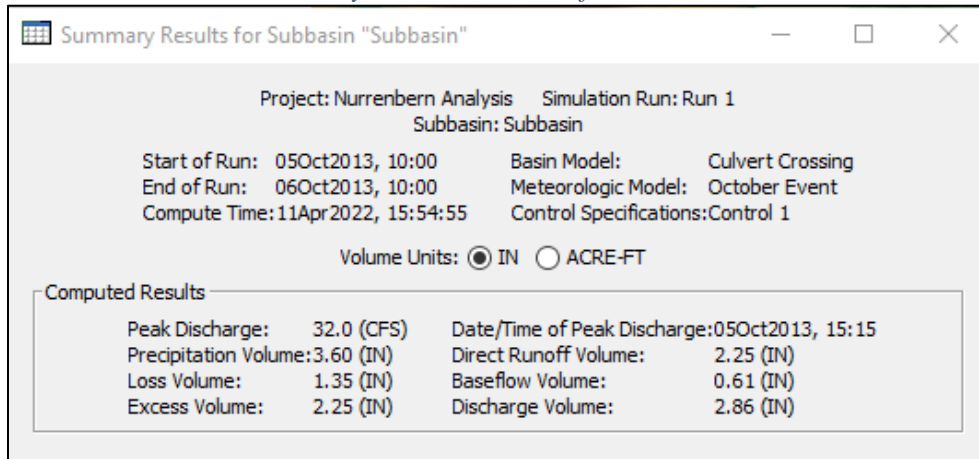 Summary Results for Subbasin "Subbasin"
Project: Nurrenbern Analysis Simulation Run: Run 1
Subbasin: Subbasin
Start of Run: 05Oct2013, 10:00 Basin Model: Culvert Crossing
End of Run: 06Oct2013, 10:00 Meteorologic Model: October Event
Compute Time:11Apr2022, 15:54:55 Control Specifications:Control 1
Volume Units: IN ACRE-FT
Computed Results
Peak Discharge: 32.0 (CFS) Date/Time of Peak Discharge:05Oct2013, 15:15
Precipitation Volume:3.60 (IN) Direct Runoff Volume: 2.25 (IN)
Loss Volume: 1.35 (IN) Baseflow Volume: 0.61 (IN)
Excess Volume: 2.25 (IN) Discharge Volume: 2.86 (IN)